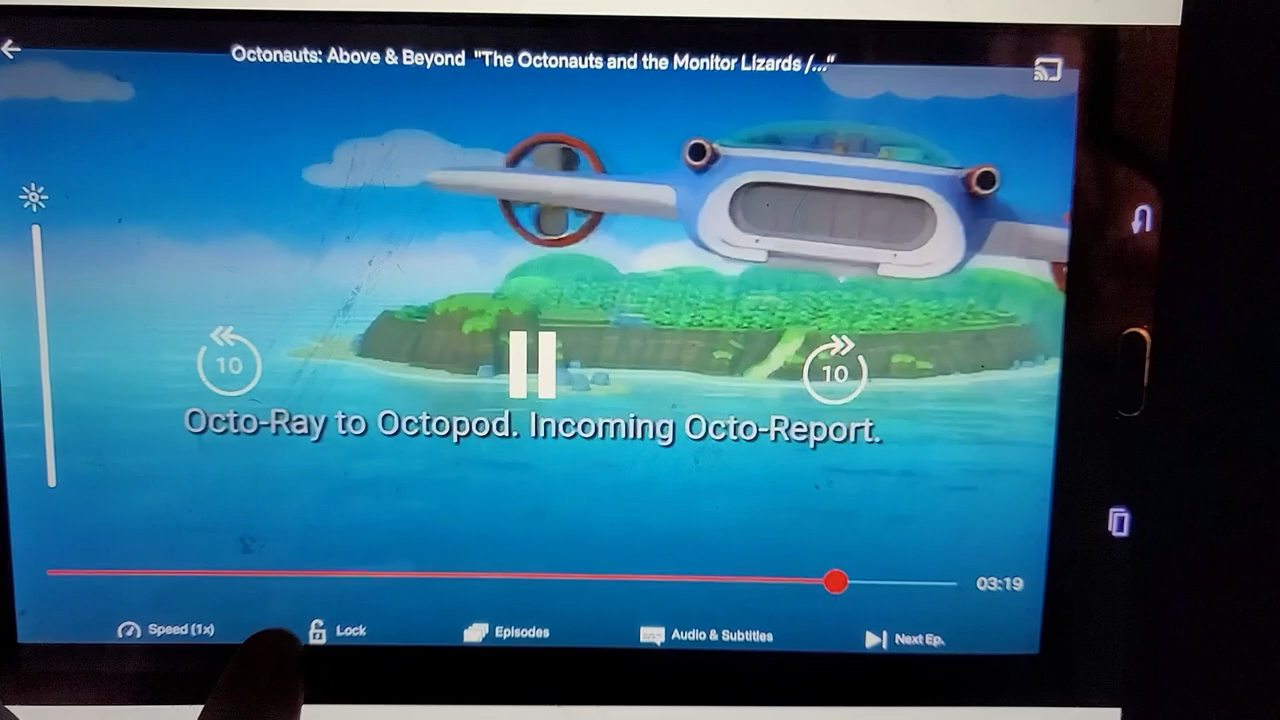 Octonauts: Above & Beyond "The Octonauts and the Monitor Lizards /..."
10
10
Octo-Ray to Octopod. Incoming Octo-Report.
03:19
Speed (1x)
Lock
Episodes
Audio & Subtitles
Next Ep.